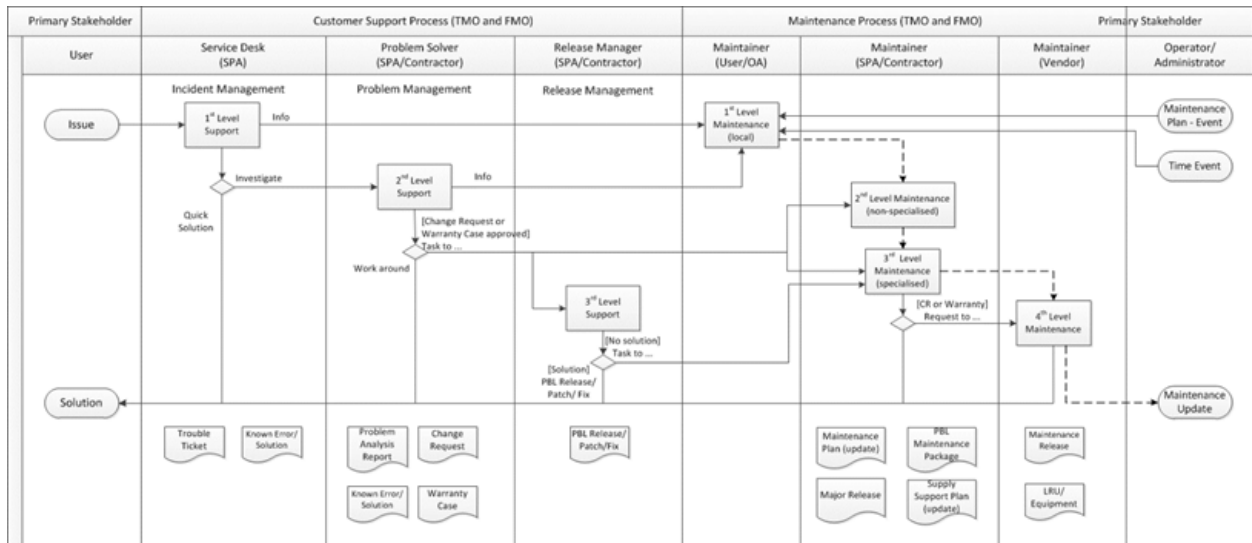 Primary Stakeholder
Customer Support Process (TMO and FMO)
Maintenance Process (TMO and FMO)
Primary Stakeholder
User
Service Desk
(SPA)
Problem Solver
(SPA/Contractor)
Release Manager
(SPA/Contractor)
Maintainer
(User/OA)
Maintainer
(SPA/Contractor)
Maintainer
(Vendor)
Operator/
Administrator
Incident Management
Problem Management
Release Management
Issue
1st Level
Support
Info
1st Level
Maintenance
(local)
Maintenance
Plan - Event
Time Event
Investigate
2nd Level
Support
Info
2nd Level Maintenance
(non-specialised)
Quick
Solution
[Change Request or
Warranty Case approved]
Task to ...
Work around
3rd Level
Maintenance
(specialised)
3rd Level
Support
[CR or Warranty]
Request to ...
4th Level
Maintenance
[No solution]
Task to ...
[Solution]
PBL Release/
Patch/ Fix
Solution
Maintenance
Update
Trouble
Ticket
Known Error/
Solution
Problem
Analysis
Report
Change
Request
PBL Release/
Patch/Fix
Maintenance
Plan (update)
PBL
Maintenance
Package
Maintenance
Release
Known Error/
Solution
Warranty
Case
Major Release
Supply
Support Plan
(update)
LRU/
Equipment